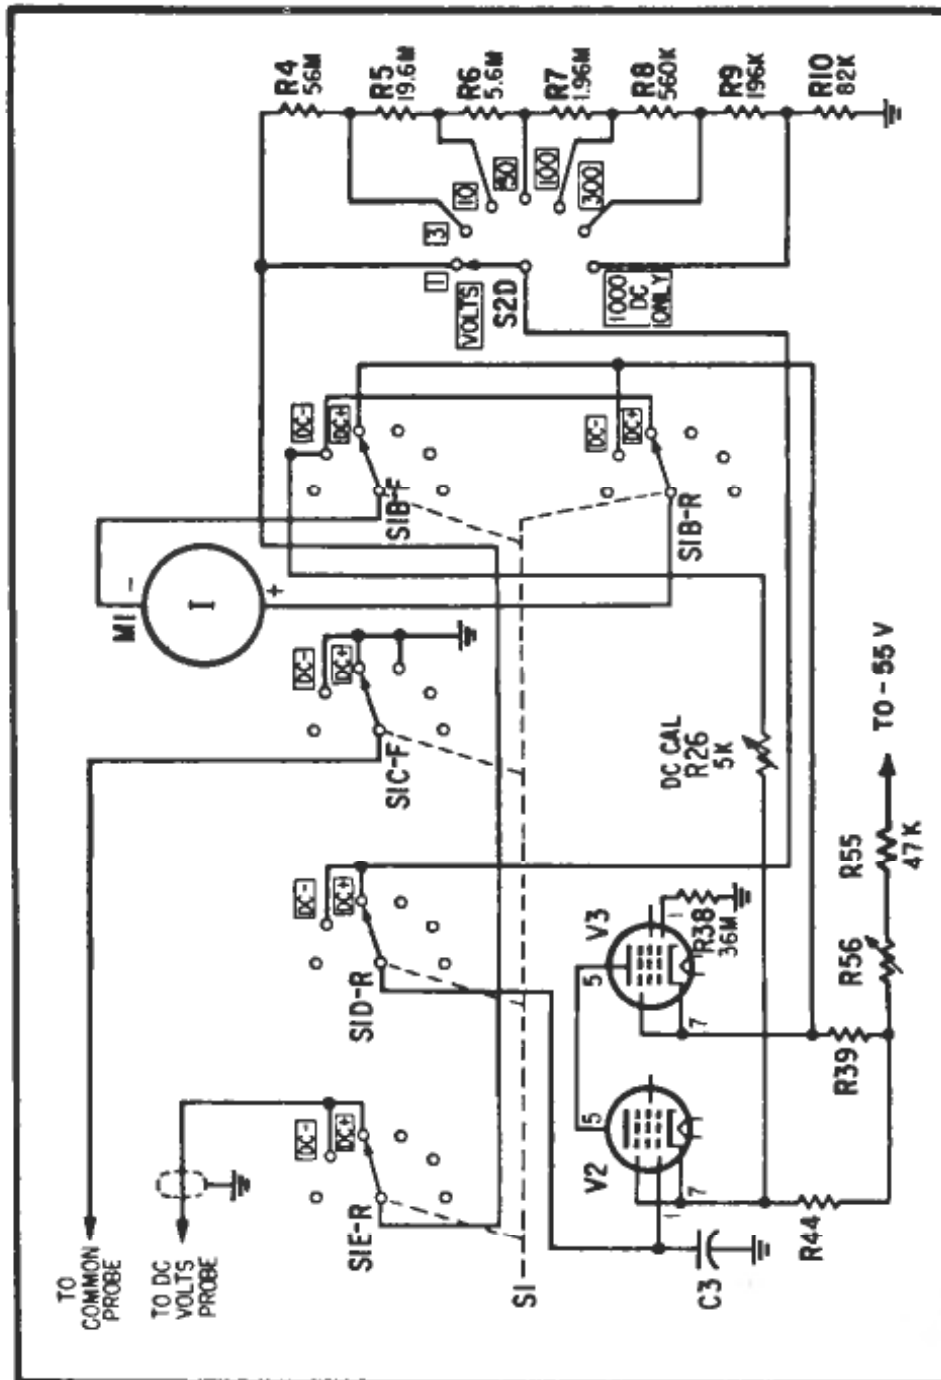 TO
COMMON
PROBE
TO DC
VOLTS
PROBE
M1
-
I
+
R4
56M
R5
19.6M
R6
5.6M
R7
1.96M
R8
560K
R9
196K
R10
82K
1
3
10
30
100
300
1000
DC
ONLY
VOLTS
S2D
DC-
DC+
S1B-F
DC-
DC+
S1B-R
DC-
DC+
S1C-F
DC-
DC+
S1D-R
DC-
DC+
S1E-R
S1
DC CAL
R26
5K
V3
5
1
7
R38
36M
V2
5
1
7
C3
R44
R39
R56
R55
47K
TO -55V